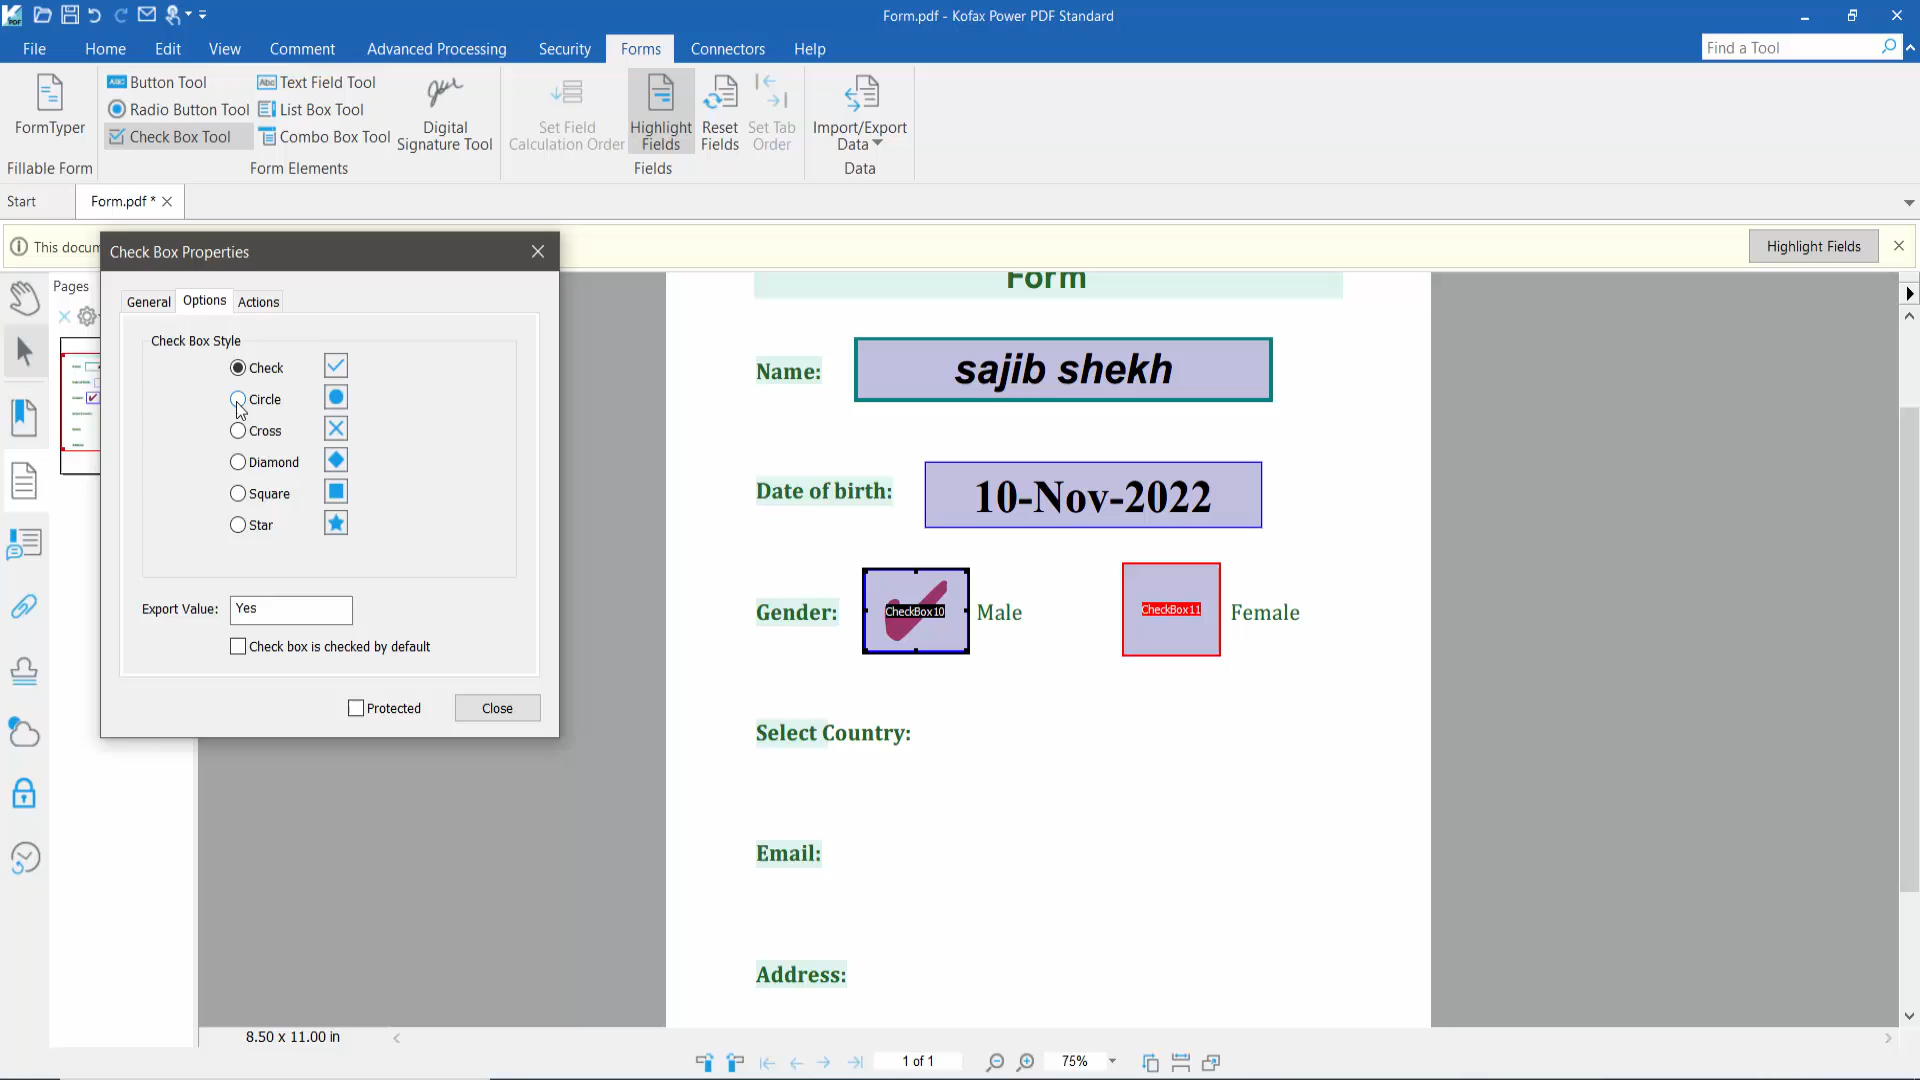 Form.pdf - Kofax Power PDF Standard
File Home Edit View Comment Advanced Processing Security Forms Connectors Help
Find a Tool
FormTyper
Fillable Form
Button Tool
Radio Button Tool
Check Box Tool
Text Field Tool
List Box Tool
Combo Box Tool
Digital
Signature Tool
Form Elements
Set Field
Calculation Order
Highlight
Fields
Reset
Fields
Set Tab
Order
Fields
Import/Export
Data
Data
Start
Form.pdf *
This docum
Highlight Fields
Pages
Check Box Properties
General Options Actions
Check Box Style
Check
Circle
Cross
Diamond
Square
Star
Export Value: Yes
Check box is checked by default
Protected
Close
Form
Name: sajib shekh
Date of birth: 10-Nov-2022
Gender: CheckBox10 Male CheckBox11 Female
Select Country:
Email:
Address:
8.50 x 11.00 in
1 of 1
75%